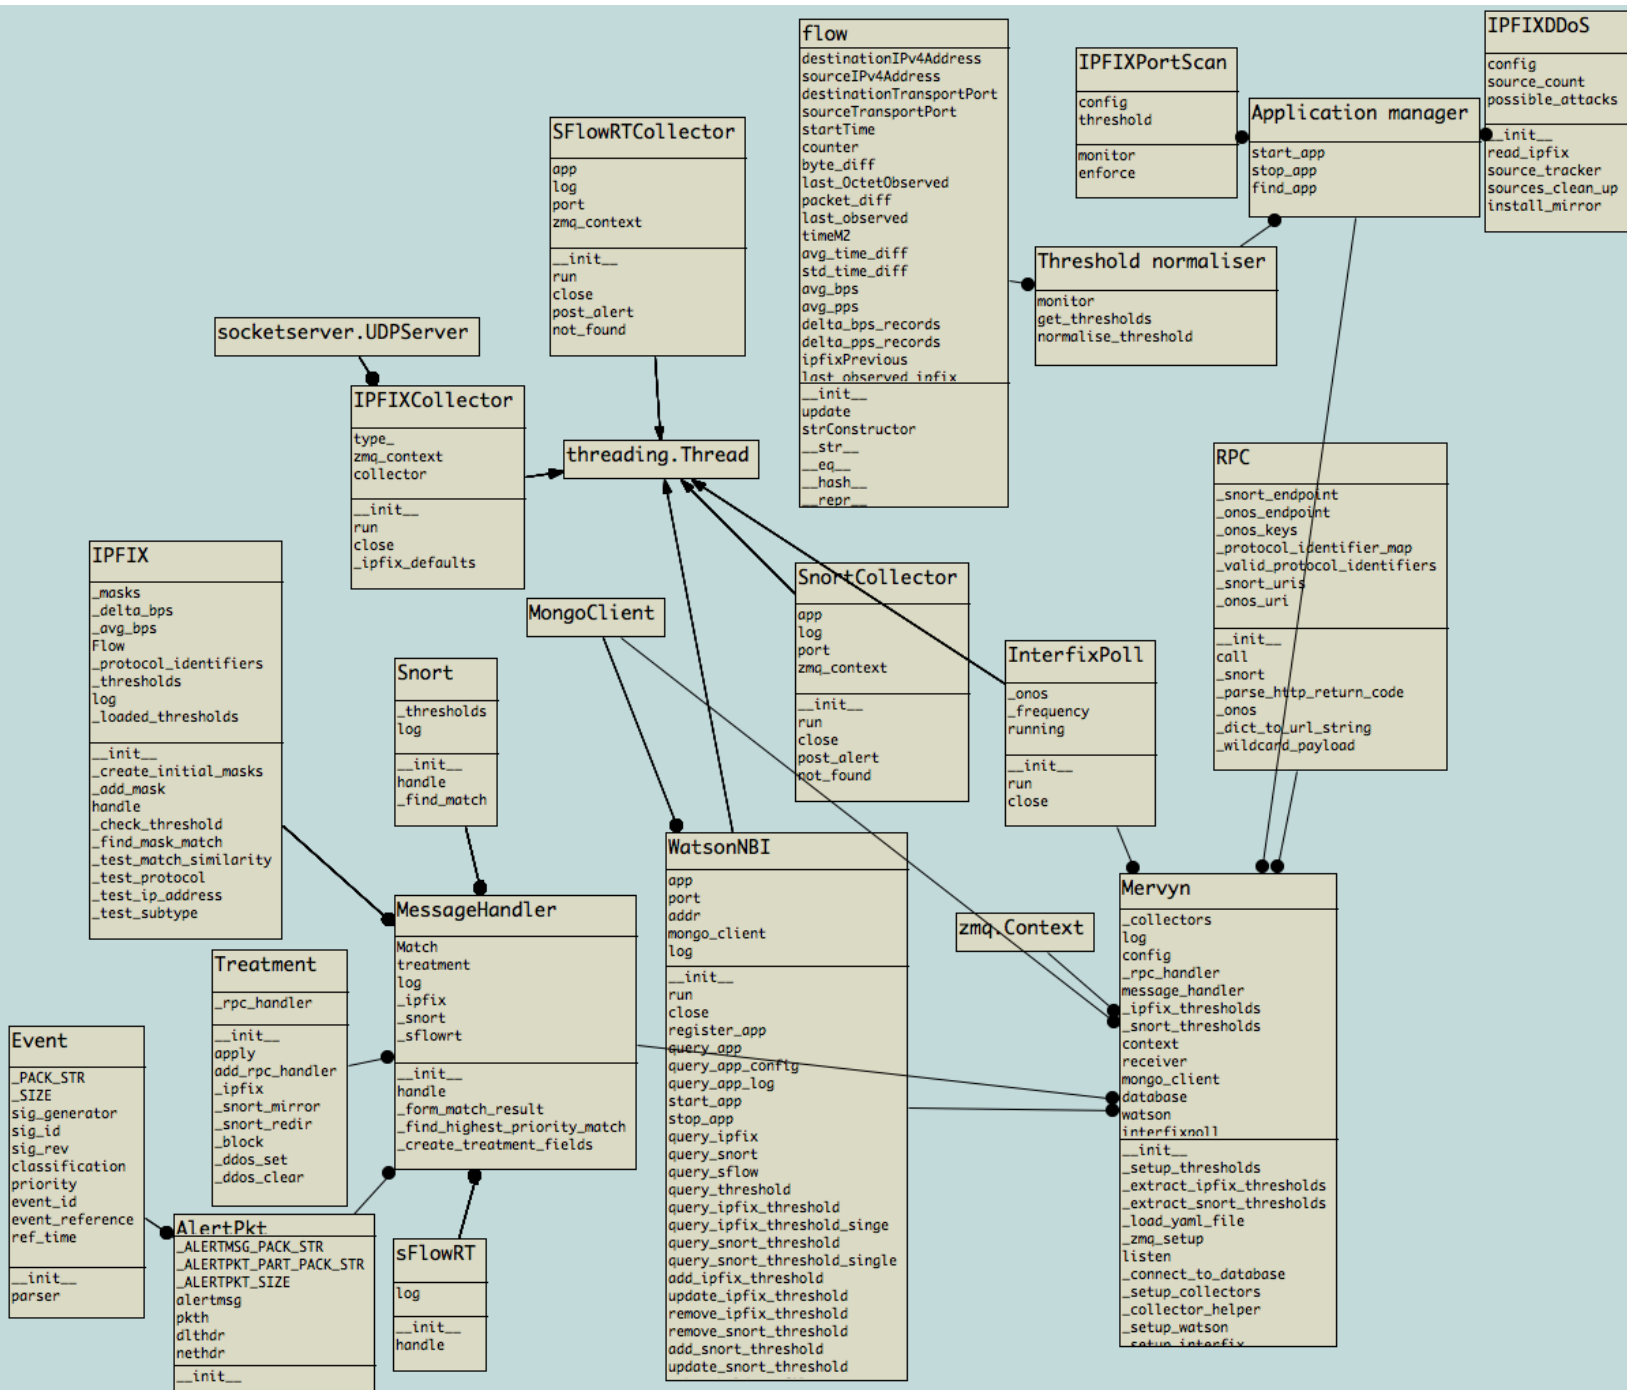 flow
destinationIPv4Address
sourceIPv4Address
destinationTransportPort
sourceTransportPort
startTime
counter
byte_diff
last_OctetObserved
packet_diff
last_observed
timeM2
avg_time_diff
std_time_diff
avg_bps
avg_pps
delta_bps_records
delta_pps_records
ipfixPrevious
last_observed_ipfix
__init__
update
strConstructor
__str__
__eq__
__hash__
__repr__
IPFIXPortScan
config
threshold
monitor
enforce
Application manager
start_app
stop_app
find_app
IPFIXDDoS
config
source_count
possible_attacks
__init__
read_ipfix
source_tracker
sources_clean_up
install_mirror
Threshold normaliser
monitor
get_thresholds
normalise_threshold
SFlowRTCollector
app
log
port
zmq_context
__init__
run
close
post_alert
not_found
socketserver.UDPServer
IPFIXCollector
type_
zmq_context
collector
__init__
run
close
_ipfix_defaults
threading.Thread
RPC
_snort_endpoint
_onos_endpoint
_onos_keys
_protocol_identifier_map
_valid_protocol_identifiers
_snort_uris
_onos_uri
__init__
call
_snort
_parse_http_return_code
_onos
_dict_to_url_string
_wildcard_payload
IPFIX
_masks
_delta_bps
_avg_bps
Flow
_protocol_identifiers
_thresholds
log
_loaded_thresholds
__init__
_create_initial_masks
_add_mask
handle
_check_threshold
_find_mask_match
_test_match_similarity
_test_protocol
_test_ip_address
_test_subtype
MongoClient
SnortCollector
app
log
port
zmq_context
__init__
run
close
post_alert
not_found
InterfixPoll
_onos
_frequency
running
__init__
run
close
Snort
_thresholds
log
__init__
handle
_find_match
WatsonNBI
app
port
addr
mongo_client
log
__init__
run
close
register_app
query_app
query_app_config
query_app_log
start_app
stop_app
query_ipfix
query_snort
query_sflow
query_threshold
query_ipfix_threshold
query_ipfix_threshold_singe
query_snort_threshold
query_snort_threshold_single
add_ipfix_threshold
update_ipfix_threshold
remove_ipfix_threshold
remove_snort_threshold
add_snort_threshold
update_snort_threshold
MessageHandler
Match
treatment
log
_ipfix
_snort
_sflowrt
__init__
handle
_form_match_result
_find_highest_priority_match
_create_treatment_fields
zmq.Context
Mervyn
_collectors
log
config
_rpc_handler
message_handler
_ipfix_thresholds
_snort_thresholds
context
receiver
mongo_client
database
watson
interfixpoll
__init__
_setup_thresholds
_extract_ipfix_thresholds
_extract_snort_thresholds
_load_yaml_file
_zmq_setup
listen
_connect_to_database
_setup_collectors
_collector_helper
_setup_watson
_setup_interfix
Treatment
_rpc_handler
__init__
apply
add_rpc_handler
_ipfix
_snort_mirror
_snort_redir
_block
_ddos_set
_ddos_clear
Event
_PACK_STR
_SIZE
sig_generator
sig_id
sig_rev
classification
priority
event_id
event_reference
ref_time
__init__
parser
AlertPkt
_ALERTMSG_PACK_STR
_ALERTPKT_PART_PACK_STR
_ALERTPKT_SIZE
alertmsg
pkth
dlthdr
nethdr
__init__
sFlowRT
log
__init__
handle